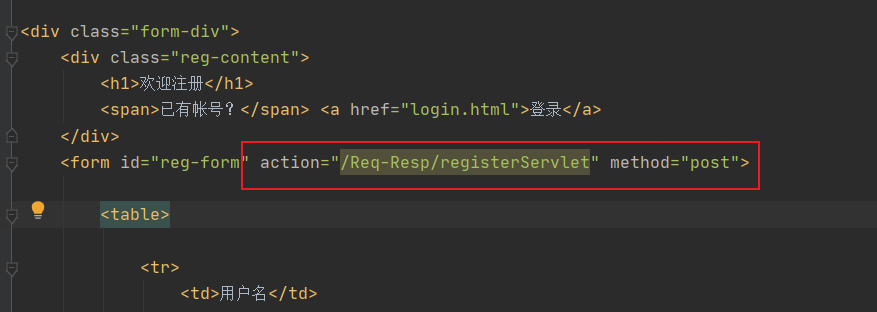 <div class="form-div">
<div class="reg-content">
<h1>欢迎注册</h1>
<span>已有帐号？</span> <a href="login.html">登录</a>
</div>
<form id="reg-form" action="/Req-Resp/registerServlet" method="post">
<table>
<tr>
<td>用户名</td>